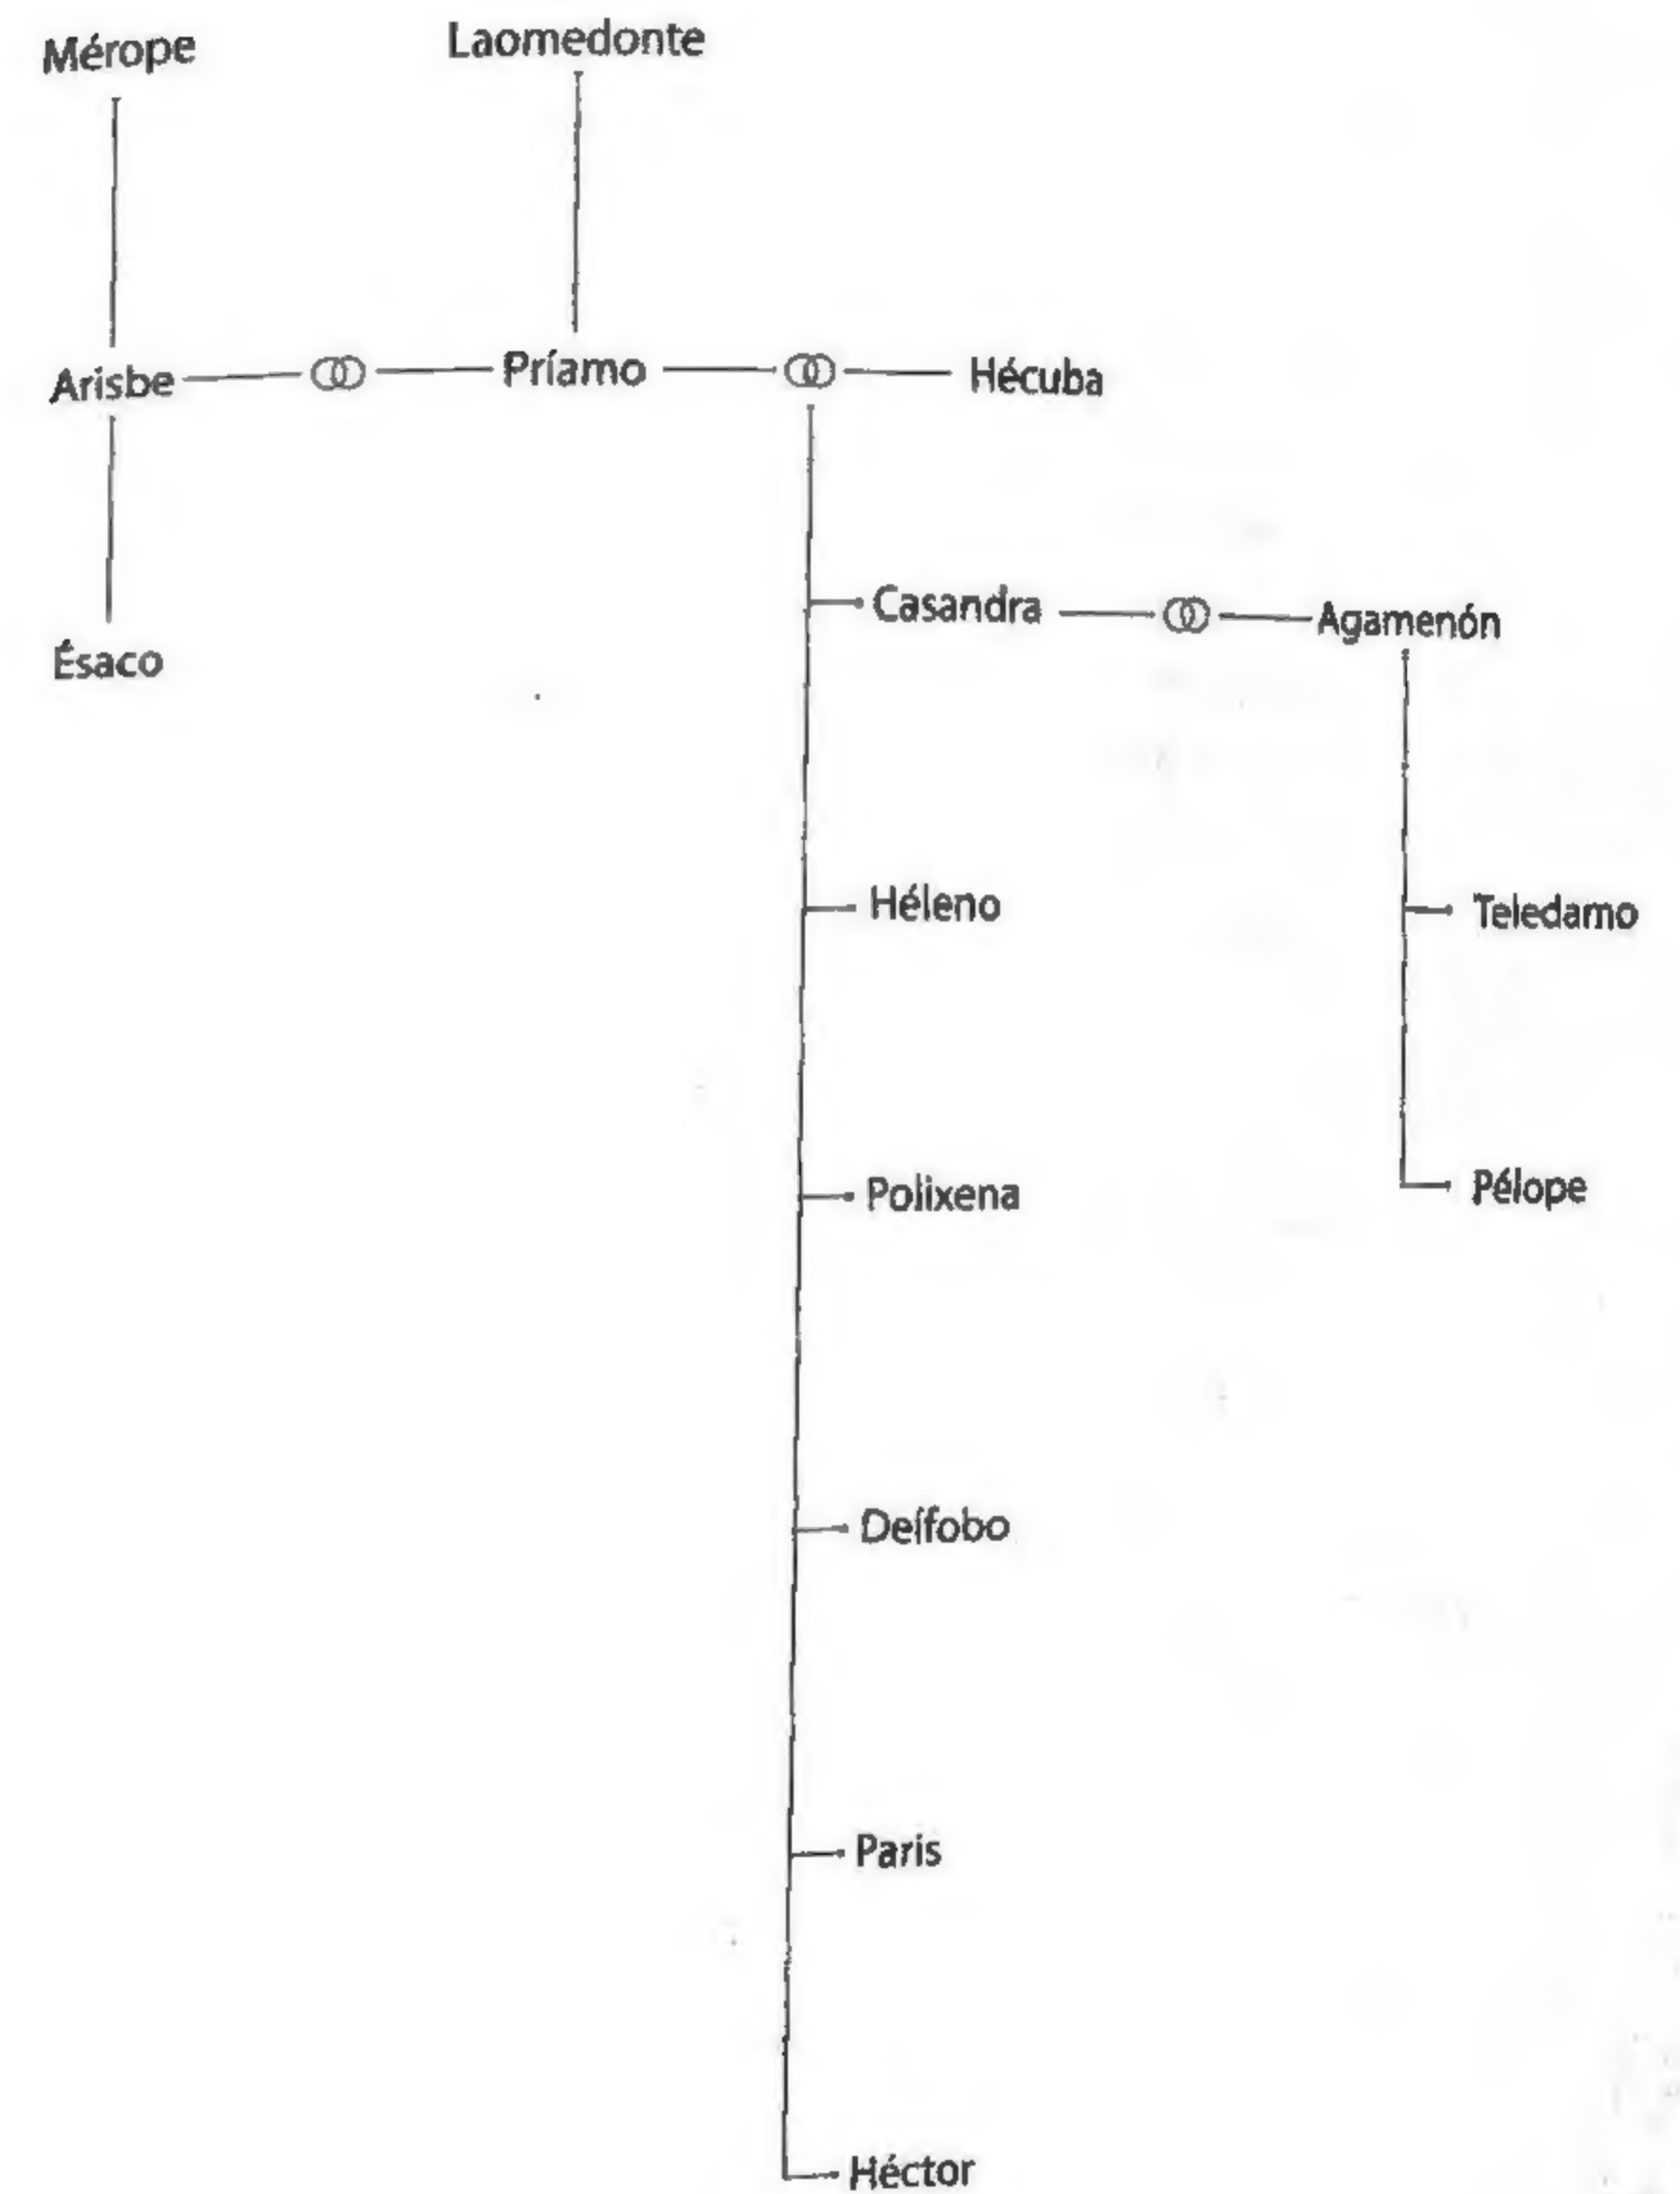 Mérope
Laomedonte
Arisbe
Príamo
Hécuba
Casandra
Agamenón
Ésaco
Héleno
Teledamo
Polixena
Pélope
Deífobo
Paris
Héctor